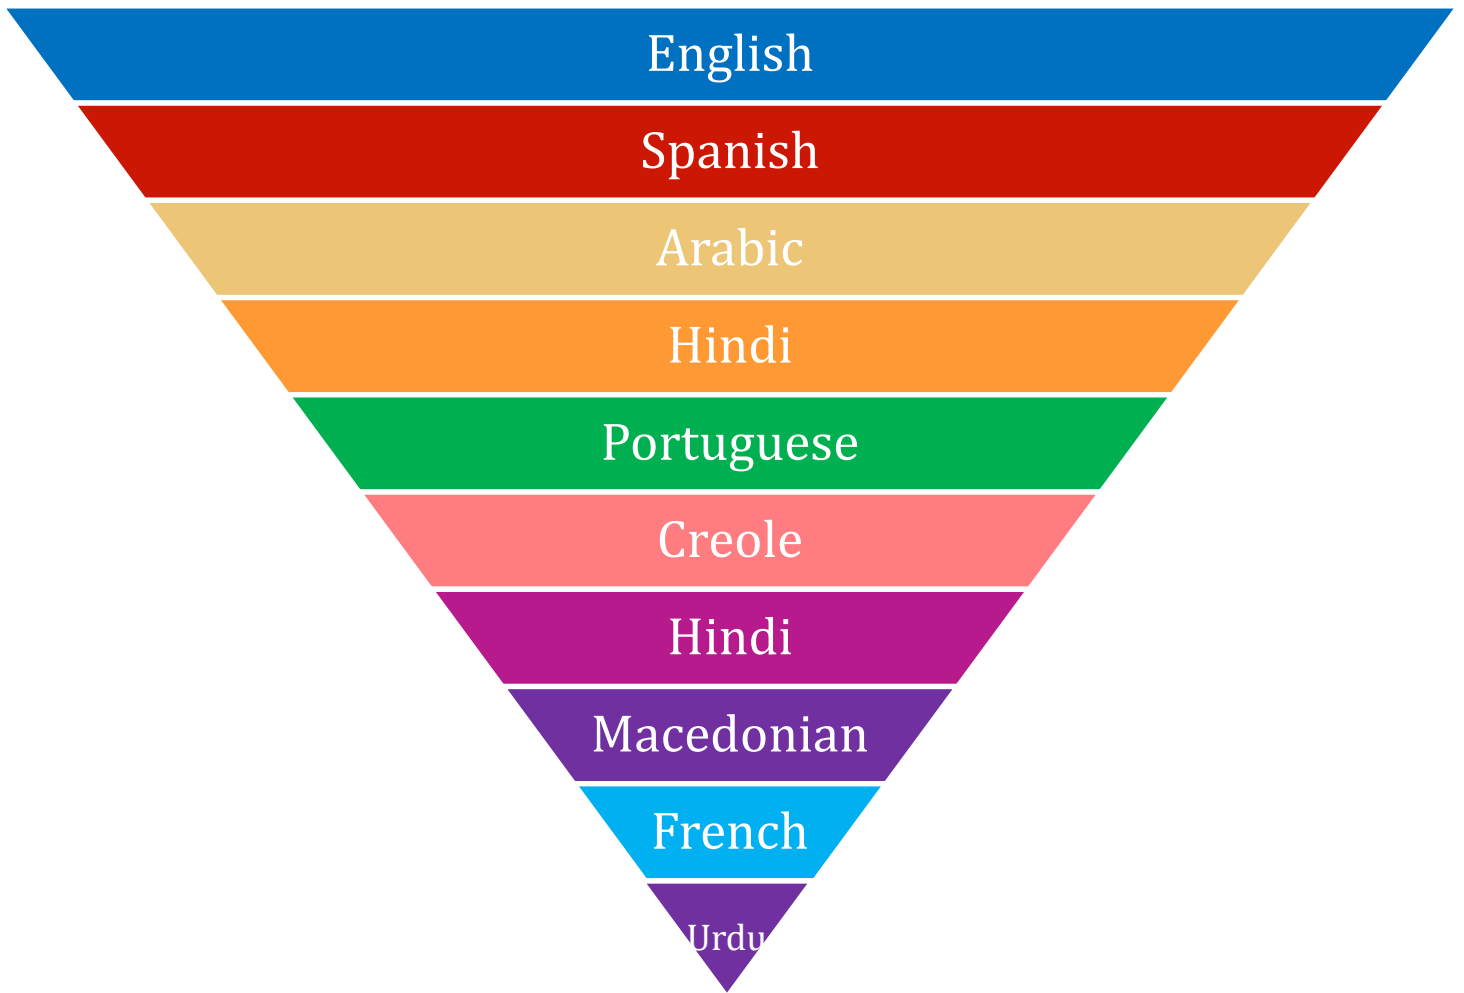 English
Spanish
Arabic
Hindi
Portuguese
Creole
Hindi
Macedonian
French
Urdu